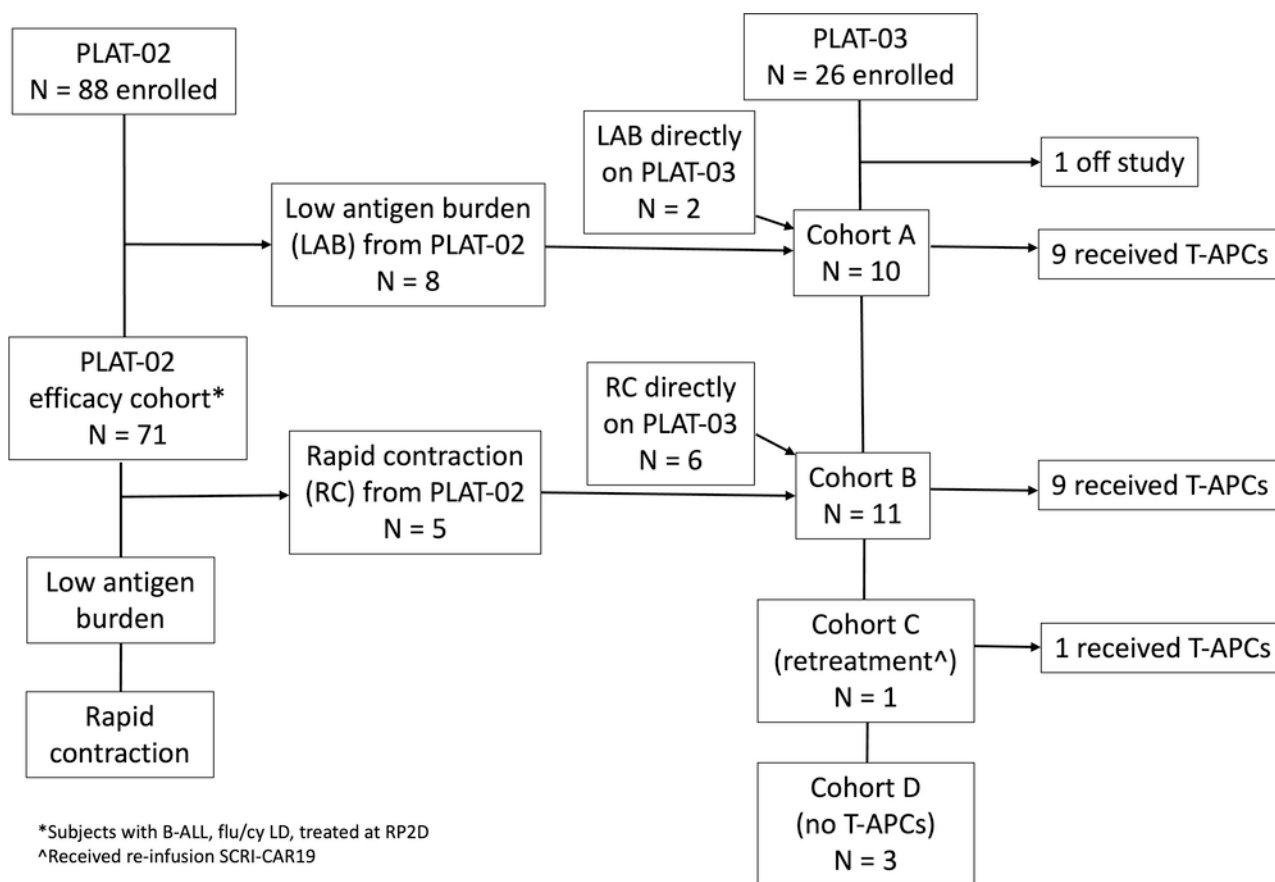 PLAT-02
N = 88 enrolled
PLAT-03
N = 26 enrolled
LAB directly
on PLAT-03
N = 2
1 off study
Low antigen burden
(LAB) from PLAT-02
N = 8
Cohort A
N = 10
9 received T-APCs
PLAT-02
efficacy cohort*
N = 71
RC directly
on PLAT-03
N = 6
Rapid contraction
(RC) from PLAT-02
N = 5
Cohort B
N = 11
9 received T-APCs
Low antigen
burden
Cohort C
(retreatment^)
N = 1
1 received T-APCs
Rapid
contraction
Cohort D
(no T-APCs)
N = 3
*Subjects with B-ALL, flu/cy LD, treated at RP2D
^Received re-infusion SCRI-CAR19